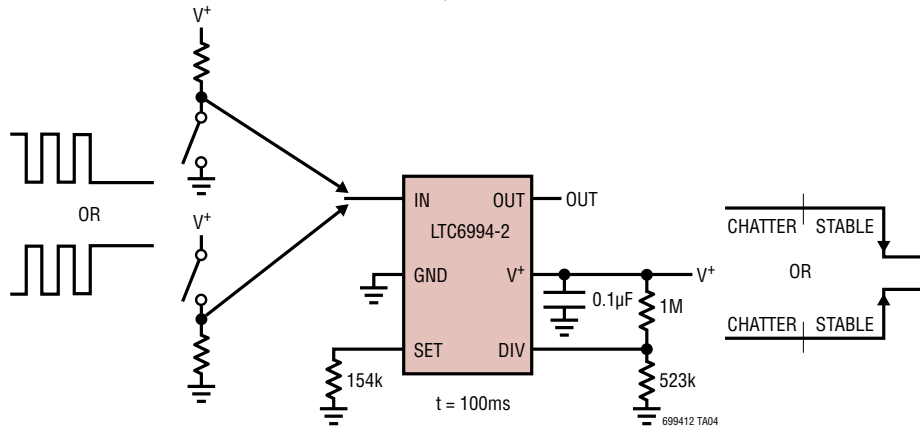 V⁺
OR
V⁺
IN
OUT
OUT
LTC6994-2
GND
V⁺
V⁺
0.1µF
1M
SET
DIV
154k
523k
t = 100ms
CHATTER STABLE
OR
CHATTER STABLE
699412 TA04